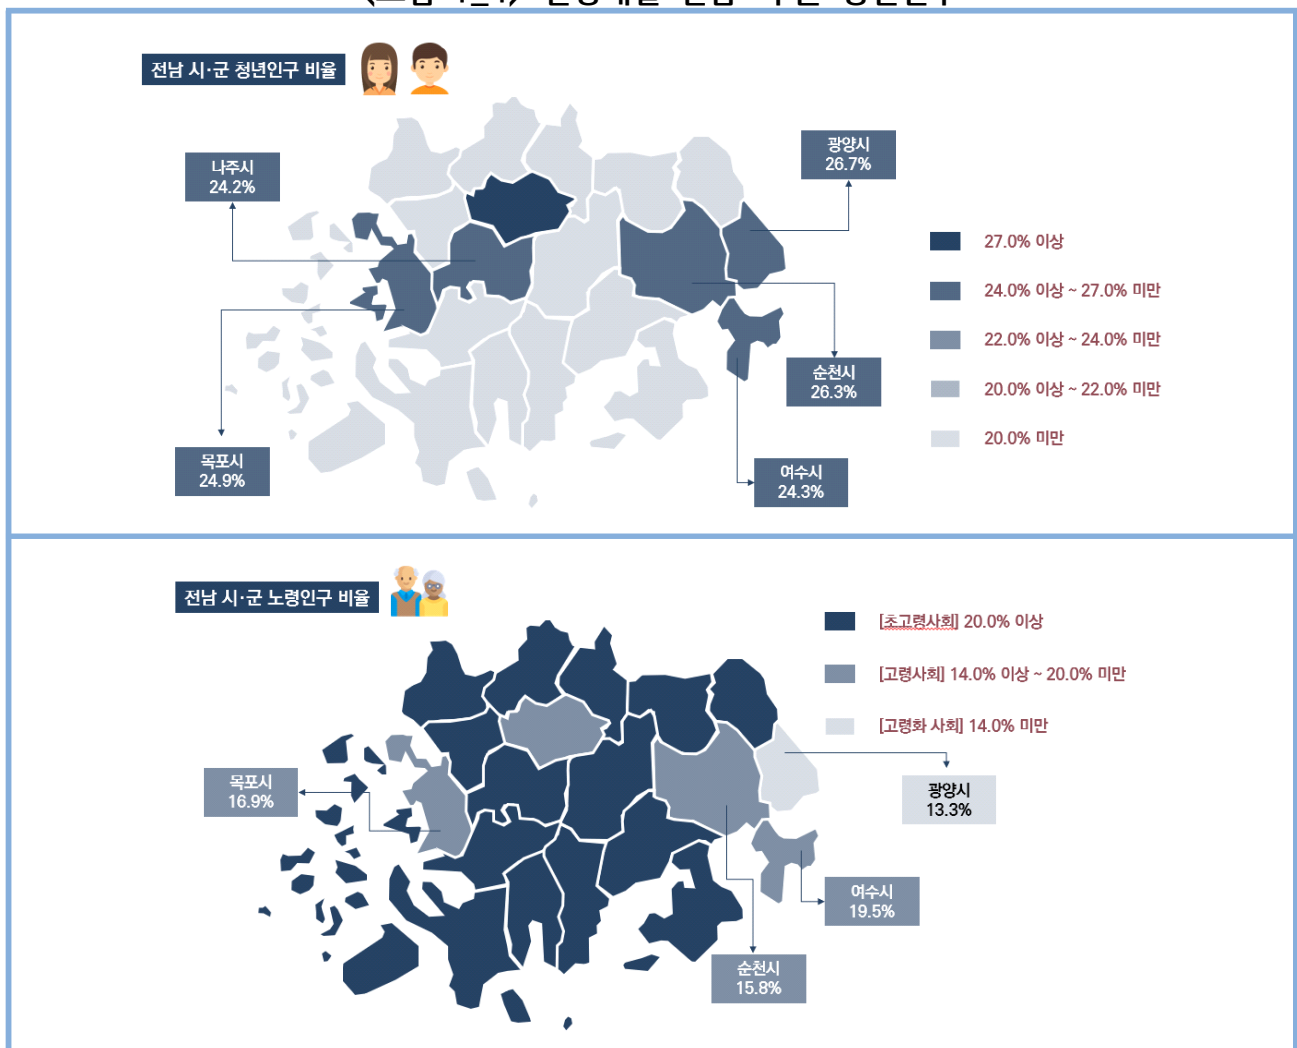 전남 시·군 청년인구 비율
나주시
24.2%
광양시
26.7%
27.0% 이상
24.0% 이상 ~ 27.0% 미만
22.0% 이상 ~ 24.0% 미만
20.0% 이상 ~ 22.0% 미만
20.0% 미만
순천시
26.3%
목포시
24.9%
여수시
24.3%
전남 시·군 노령인구 비율
[초고령사회] 20.0% 이상
[고령사회] 14.0% 이상 ~ 20.0% 미만
[고령화 사회] 14.0% 미만
목포시
16.9%
광양시
13.3%
여수시
19.5%
순천시
15.8%